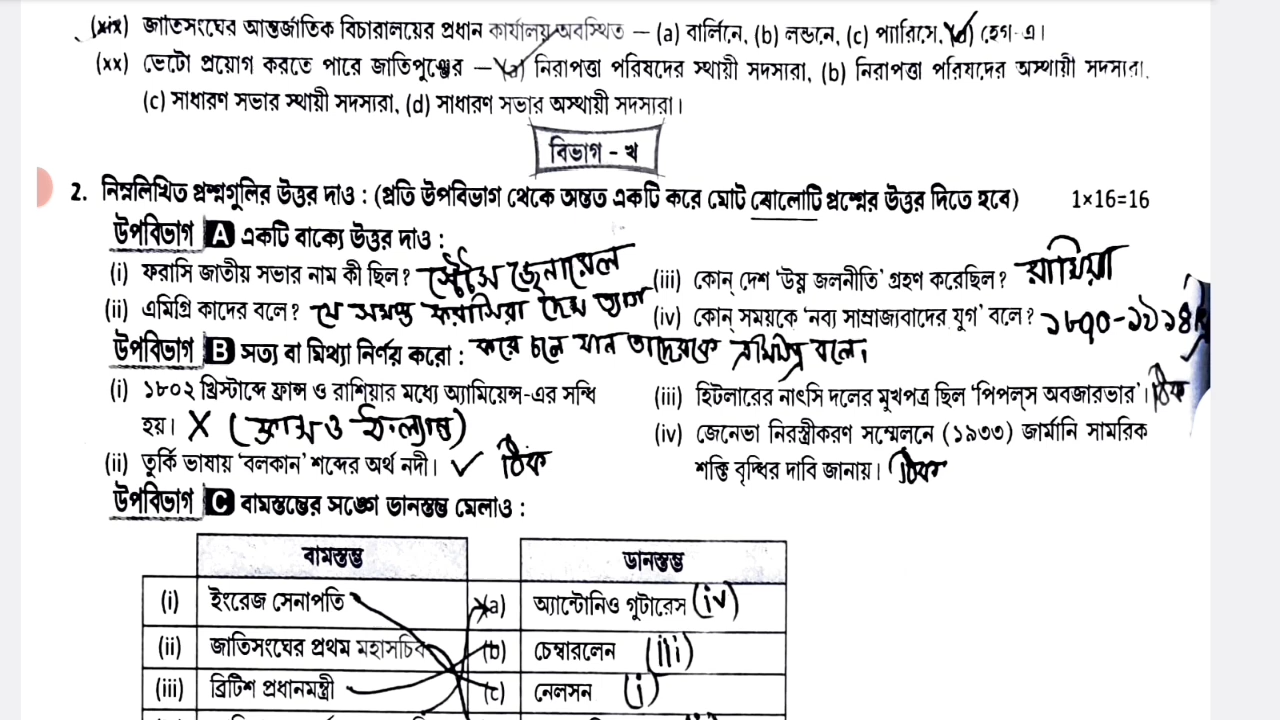 (xix) জাতিসংঘের আন্তর্জাতিক বিচারালয়ের প্রধান কার্যালয় অবস্থিত — (a) বার্লিনে, (b) লন্ডনে, (c) প্যারিসে, (d) হেগ-এ।
(xx) ভেটো প্রয়োগ করতে পারে জাতিপুঞ্জের — (a) নিরাপত্তা পরিষদের স্থায়ী সদস্যরা, (b) নিরাপত্তা পরিষদের অস্থায়ী সদস্যরা,
(c) সাধারণ সভার স্থায়ী সদস্যরা, (d) সাধারণ সভার অস্থায়ী সদস্যরা।
বিভাগ - খ
2. নিম্নলিখিত প্রশ্নগুলির উত্তর দাও : (প্রতি উপবিভাগ থেকে অন্তত একটি করে মোট ষোলোটি প্রশ্নের উত্তর দিতে হবে) 1×16=16
উপবিভাগ A একটি বাক্যে উত্তর দাও :
(i) ফরাসি জাতীয় সভার নাম কী ছিল? স্টেটস জেনারেল
(ii) এমিগ্রি কাদের বলে? যে সমস্ত ফরাসিরা দেশ ত্যাগ
করে চলে যান তাদেরকে এমিগ্রি বলে।
(iii) কোন্ দেশ 'উষ্ণ জলনীতি' গ্রহণ করেছিল? রাশিয়া
(iv) কোন্ সময়কে 'নব্য সাম্রাজ্যবাদের যুগ' বলে? ১৮৭০-১৯১৪
উপবিভাগ B সত্য বা মিথ্যা নির্ণয় করো :
(i) ১৮০২ খ্রিস্টাব্দে ফ্রান্স ও রাশিয়ার মধ্যে অ্যামিয়েন্স-এর সন্ধি
হয়। X (ফ্রান্স ও ইংল্যান্ড)
(ii) তুর্কি ভাষায় 'বলকান' শব্দের অর্থ নদী। ✓ ঠিক
(iii) হিটলারের নাৎসি দলের মুখপত্র ছিল 'পিপল্স অবজারভার'। ঠিক
(iv) জেনেভা নিরস্ত্রীকরণ সম্মেলনে (১৯৩৩) জার্মানি সামরিক
শক্তি বৃদ্ধির দাবি জানায়। ঠিক
উপবিভাগ C বামস্তম্ভের সঙ্গে ডানস্তম্ভ মেলাও :
বামস্তম্ভ ডানস্তম্ভ
(i) ইংরেজ সেনাপতি (a) অ্যান্টোনিও গুটারেস (iv)
(ii) জাতিসংঘের প্রথম মহাসচিব (b) চেম্বারলেন (iii)
(iii) ব্রিটিশ প্রধানমন্ত্রী (c) নেলসন (i)